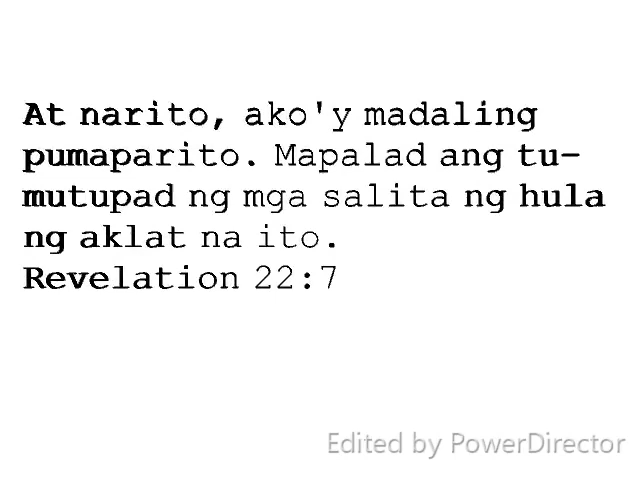 At narito, ako'y madaling
pumaparito. Mapalad ang tu-
mutupad ng mga salita ng hula
ng aklat na ito.
Revelation 22:7
Edited by PowerDirector